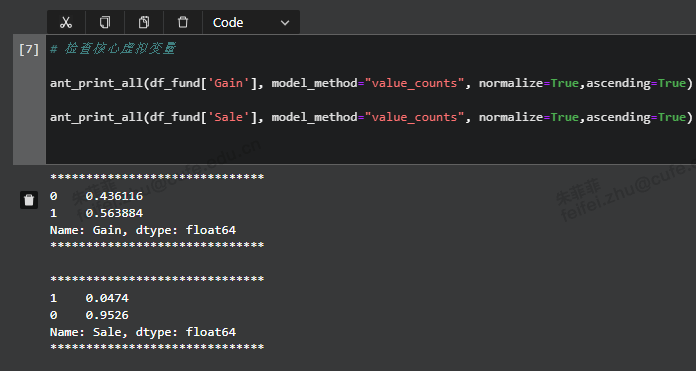 Code
[7]
# 检查核心虚拟变量
ant_print_all(df_fund['Gain'], model_method="value_counts", normalize=True,ascending=True)
ant_print_all(df_fund['Sale'], model_method="value_counts", normalize=True,ascending=True)
******************************
0    0.436116
1    0.563884
Name: Gain, dtype: float64
******************************
******************************
1    0.0474
0    0.9526
Name: Sale, dtype: float64
******************************
朱菲菲
feifei.zhu@cufe.